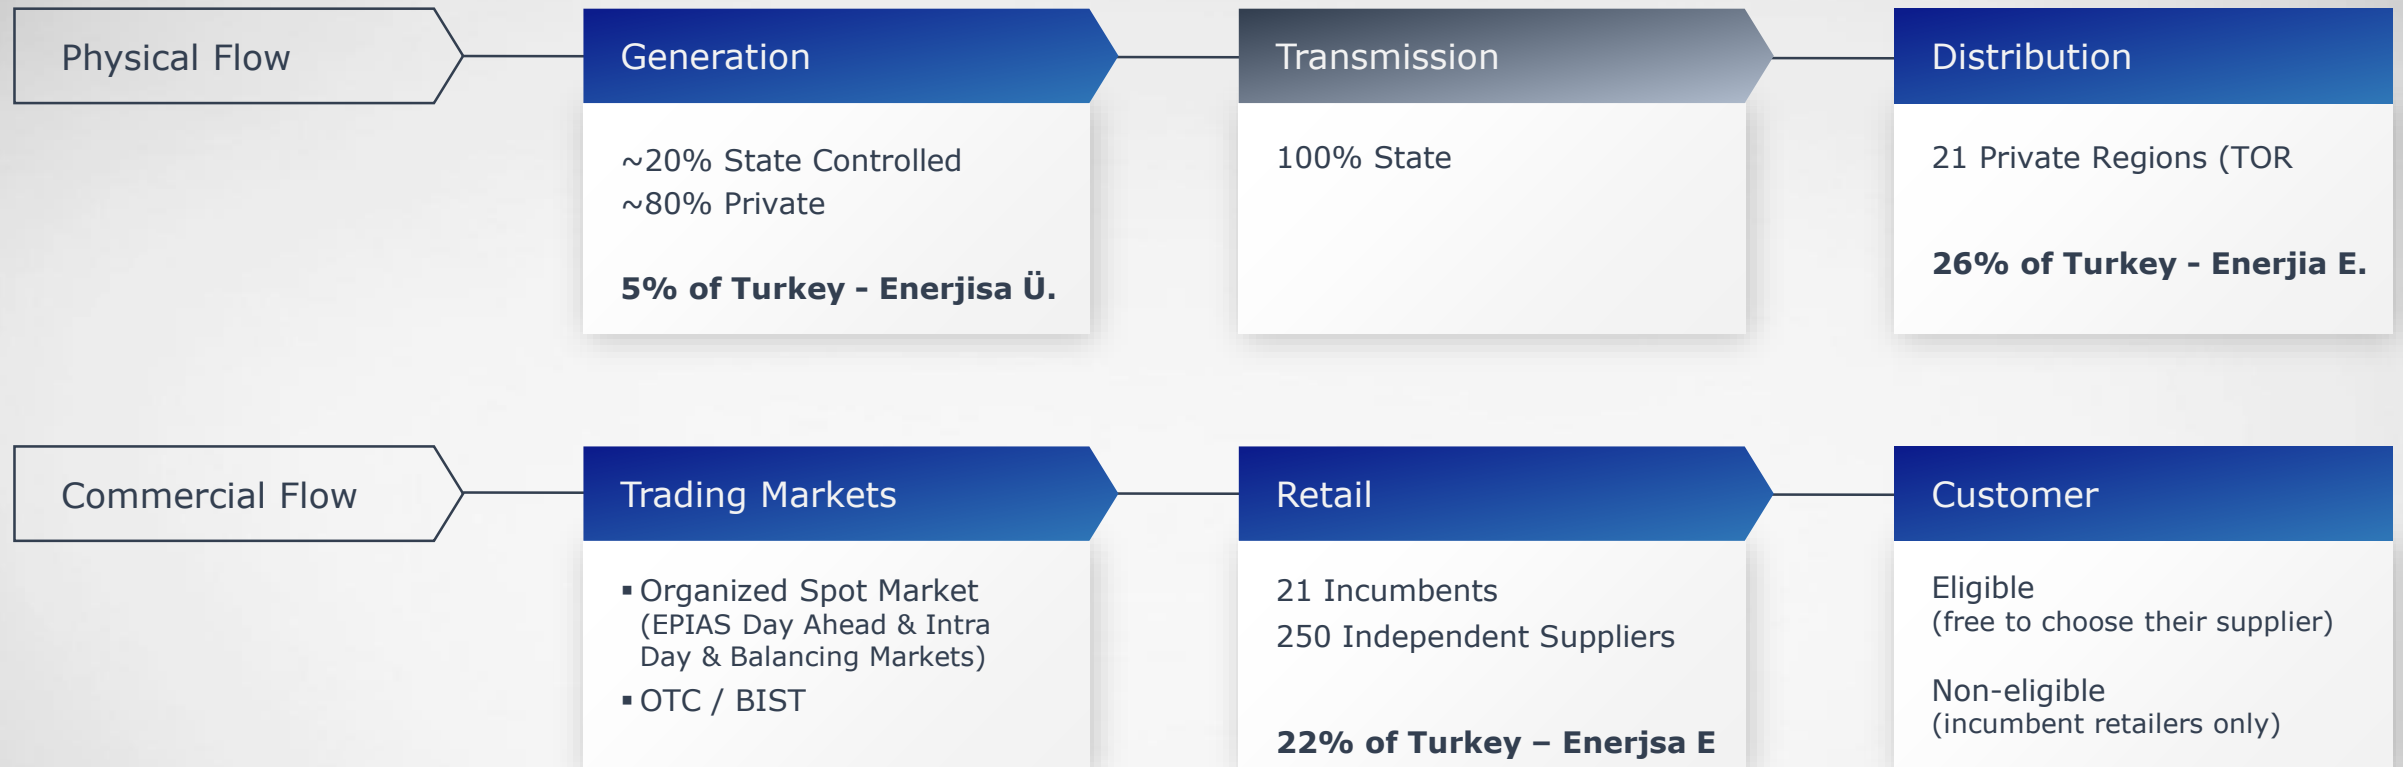 Physical Flow
Generation
~20% State Controlled
~80% Private
5% of Turkey - Enerjisa Ü.
Transmission
100% State
Distribution
21 Private Regions (TOR
26% of Turkey - Enerjia E.
Commercial Flow
Trading Markets
▪ Organized Spot Market
(EPIAS Day Ahead & Intra
Day & Balancing Markets)
▪ OTC / BIST
Retail
21 Incumbents
250 Independent Suppliers
22% of Turkey – Enerjsa E
Customer
Eligible
(free to choose their supplier)
Non-eligible
(incumbent retailers only)